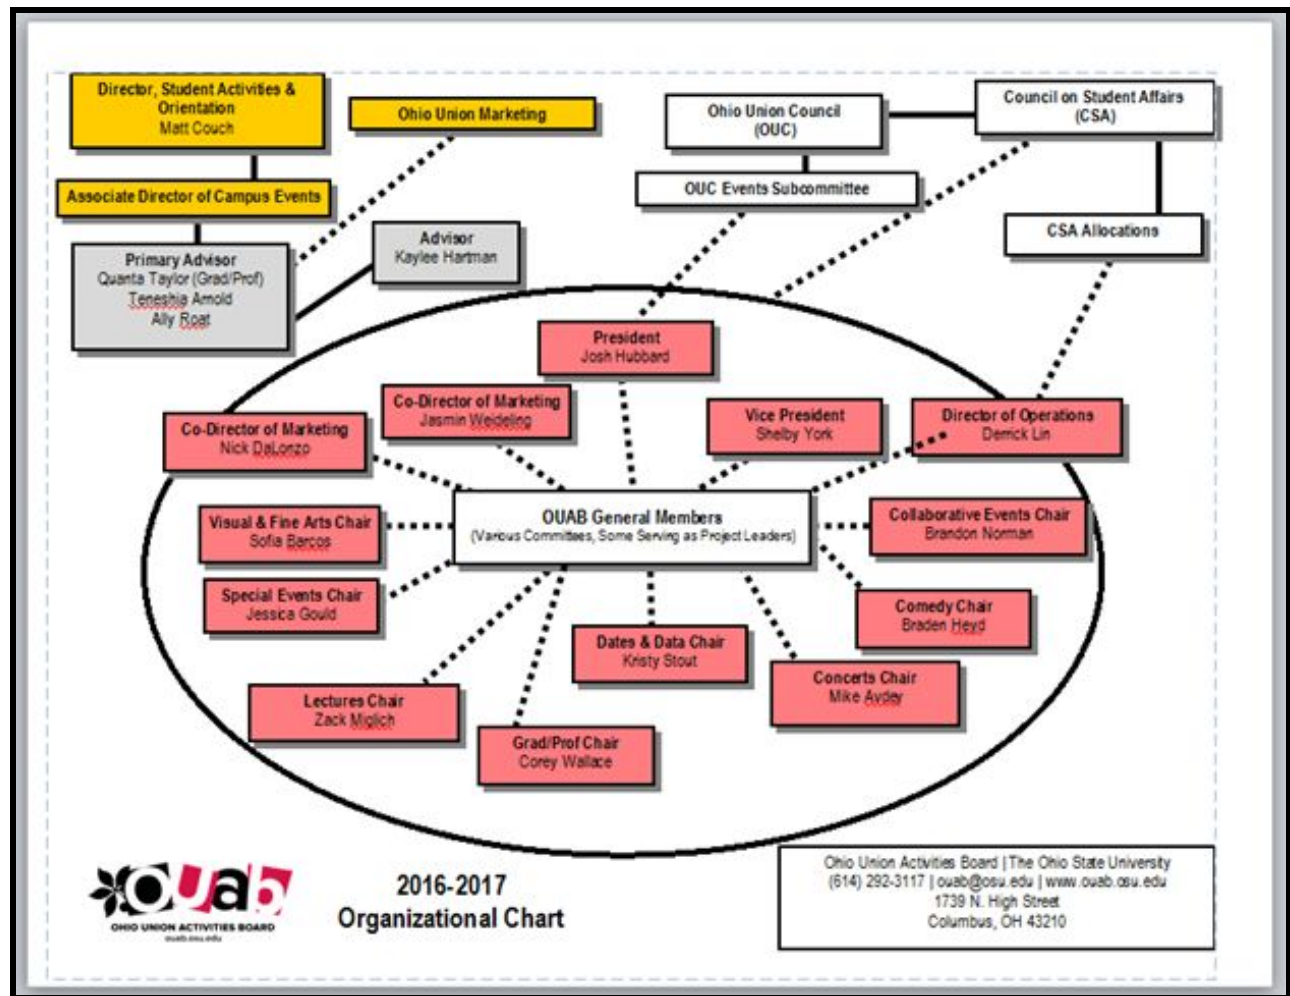 Director, Student Activities &
Orientation
Matt Couch
Ohio Union Marketing
Ohio Union Council
(OUC)
Council on Student Affairs
(CSA)
Associate Director of Campus Events
OUC Events Subcommittee
CSA Allocations
Primary Advisor
Quanta Taylor (Grad/Prof)
Teneshia Arnold
Ally Roat
Advisor
Kaylee Hartman
President
Josh Hubbard
Co-Director of Marketing
Nick DaLonzo
Co-Director of Marketing
Jasmin Weideling
Vice President
Shelby York
Director of Operations
Derrick Lin
OUAB General Members
(Various Committees, Some Serving as Project Leaders)
Visual & Fine Arts Chair
Sofia Barcos
Collaborative Events Chair
Brandon Norman
Special Events Chair
Jessica Gould
Comedy Chair
Braden Heyd
Dates & Data Chair
Kristy Stout
Concerts Chair
Mike Avdey
Lectures Chair
Zack Miglich
Grad/Prof Chair
Corey Wallace
ouab
OHIO UNION ACTIVITIES BOARD
ouab.osu.edu
2016-2017
Organizational Chart
Ohio Union Activities Board | The Ohio State University
(614) 292-3117 | ouab@osu.edu | www.ouab.osu.edu
1739 N. High Street
Columbus, OH 43210